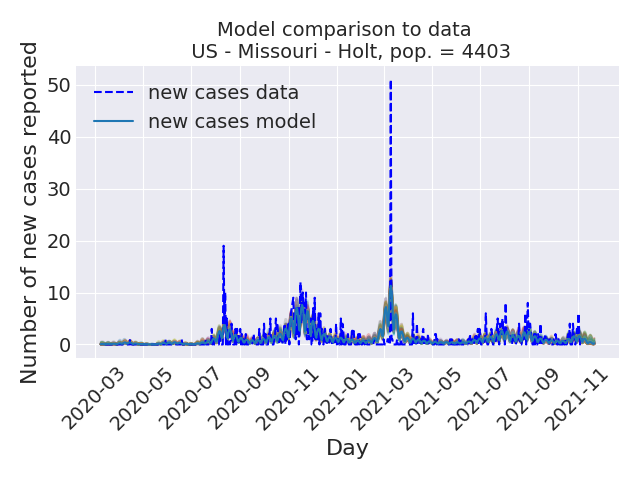 Model comparison to data
US - Missouri - Holt, pop. = 4403
Number of new cases reported
50
40
30
20
10
0
new cases data
new cases model
2020-03
2020-05
2020-07
2020-09
2020-11
2021-01
2021-03
2021-05
2021-07
2021-09
2021-11
Day